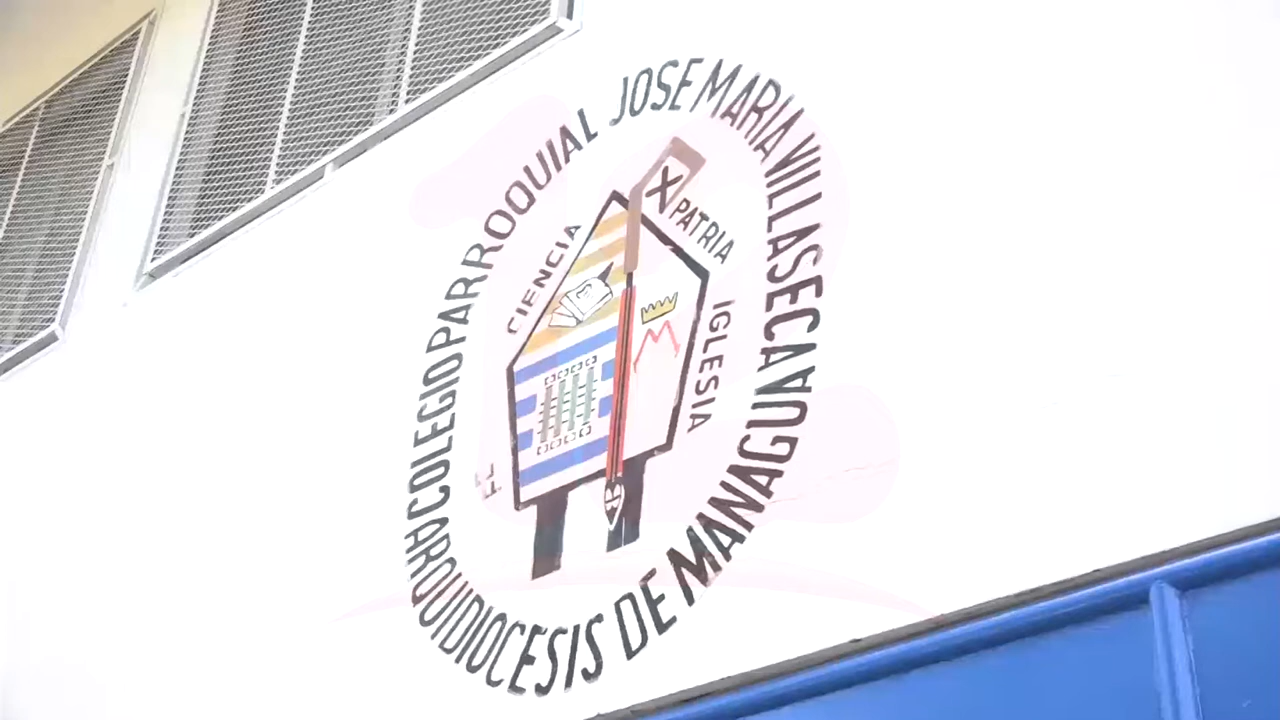 COLEGIO PARROQUIAL JOSE MARIA VILLASECA
ARQUIDIOCESIS DE MANAGUA
CIENCIA
X
PATRIA
IGLESIA
M